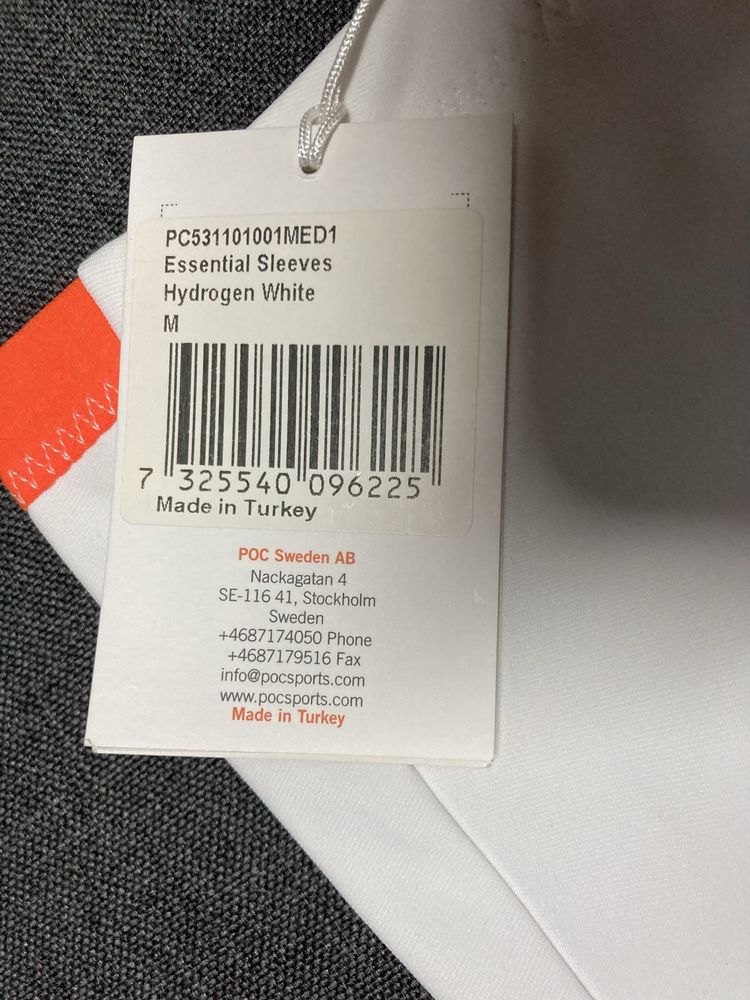 PC531101001MED1
Essential Sleeves
Hydrogen White
M
7 325540 096225
Made in Turkey
POC Sweden AB
Nackagatan 4
SE-116 41, Stockholm
Sweden
+4687174050 Phone
+4687179516 Fax
info@pocsports.com
www.pocsports.com
Made in Turkey